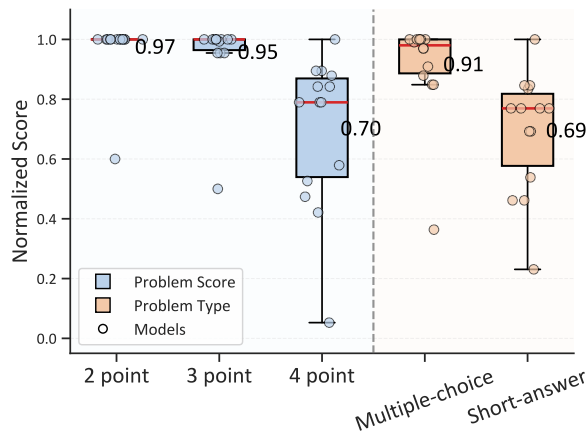 Normalized Score
1.0
0.8
0.6
0.4
0.2
0.0
0.97
0.95
0.70
0.91
0.69
Problem Score
Problem Type
Models
2 point
3 point
4 point
Multiple-choice
Short-answer